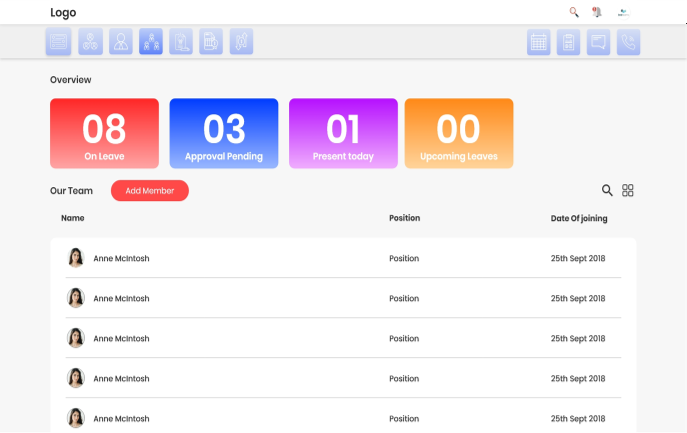 Logo
Overview
08 03 01 00
On Leave Approval Pending Present today Upcoming Leaves
Our Team Add Member
Name Position Date Of joining
Anne McIntosh Position 25th Sept 2018
Anne McIntosh Position 25th Sept 2018
Anne McIntosh Position 25th Sept 2018
Anne McIntosh Position 25th Sept 2018
Anne McIntosh Position 25th Sept 2018